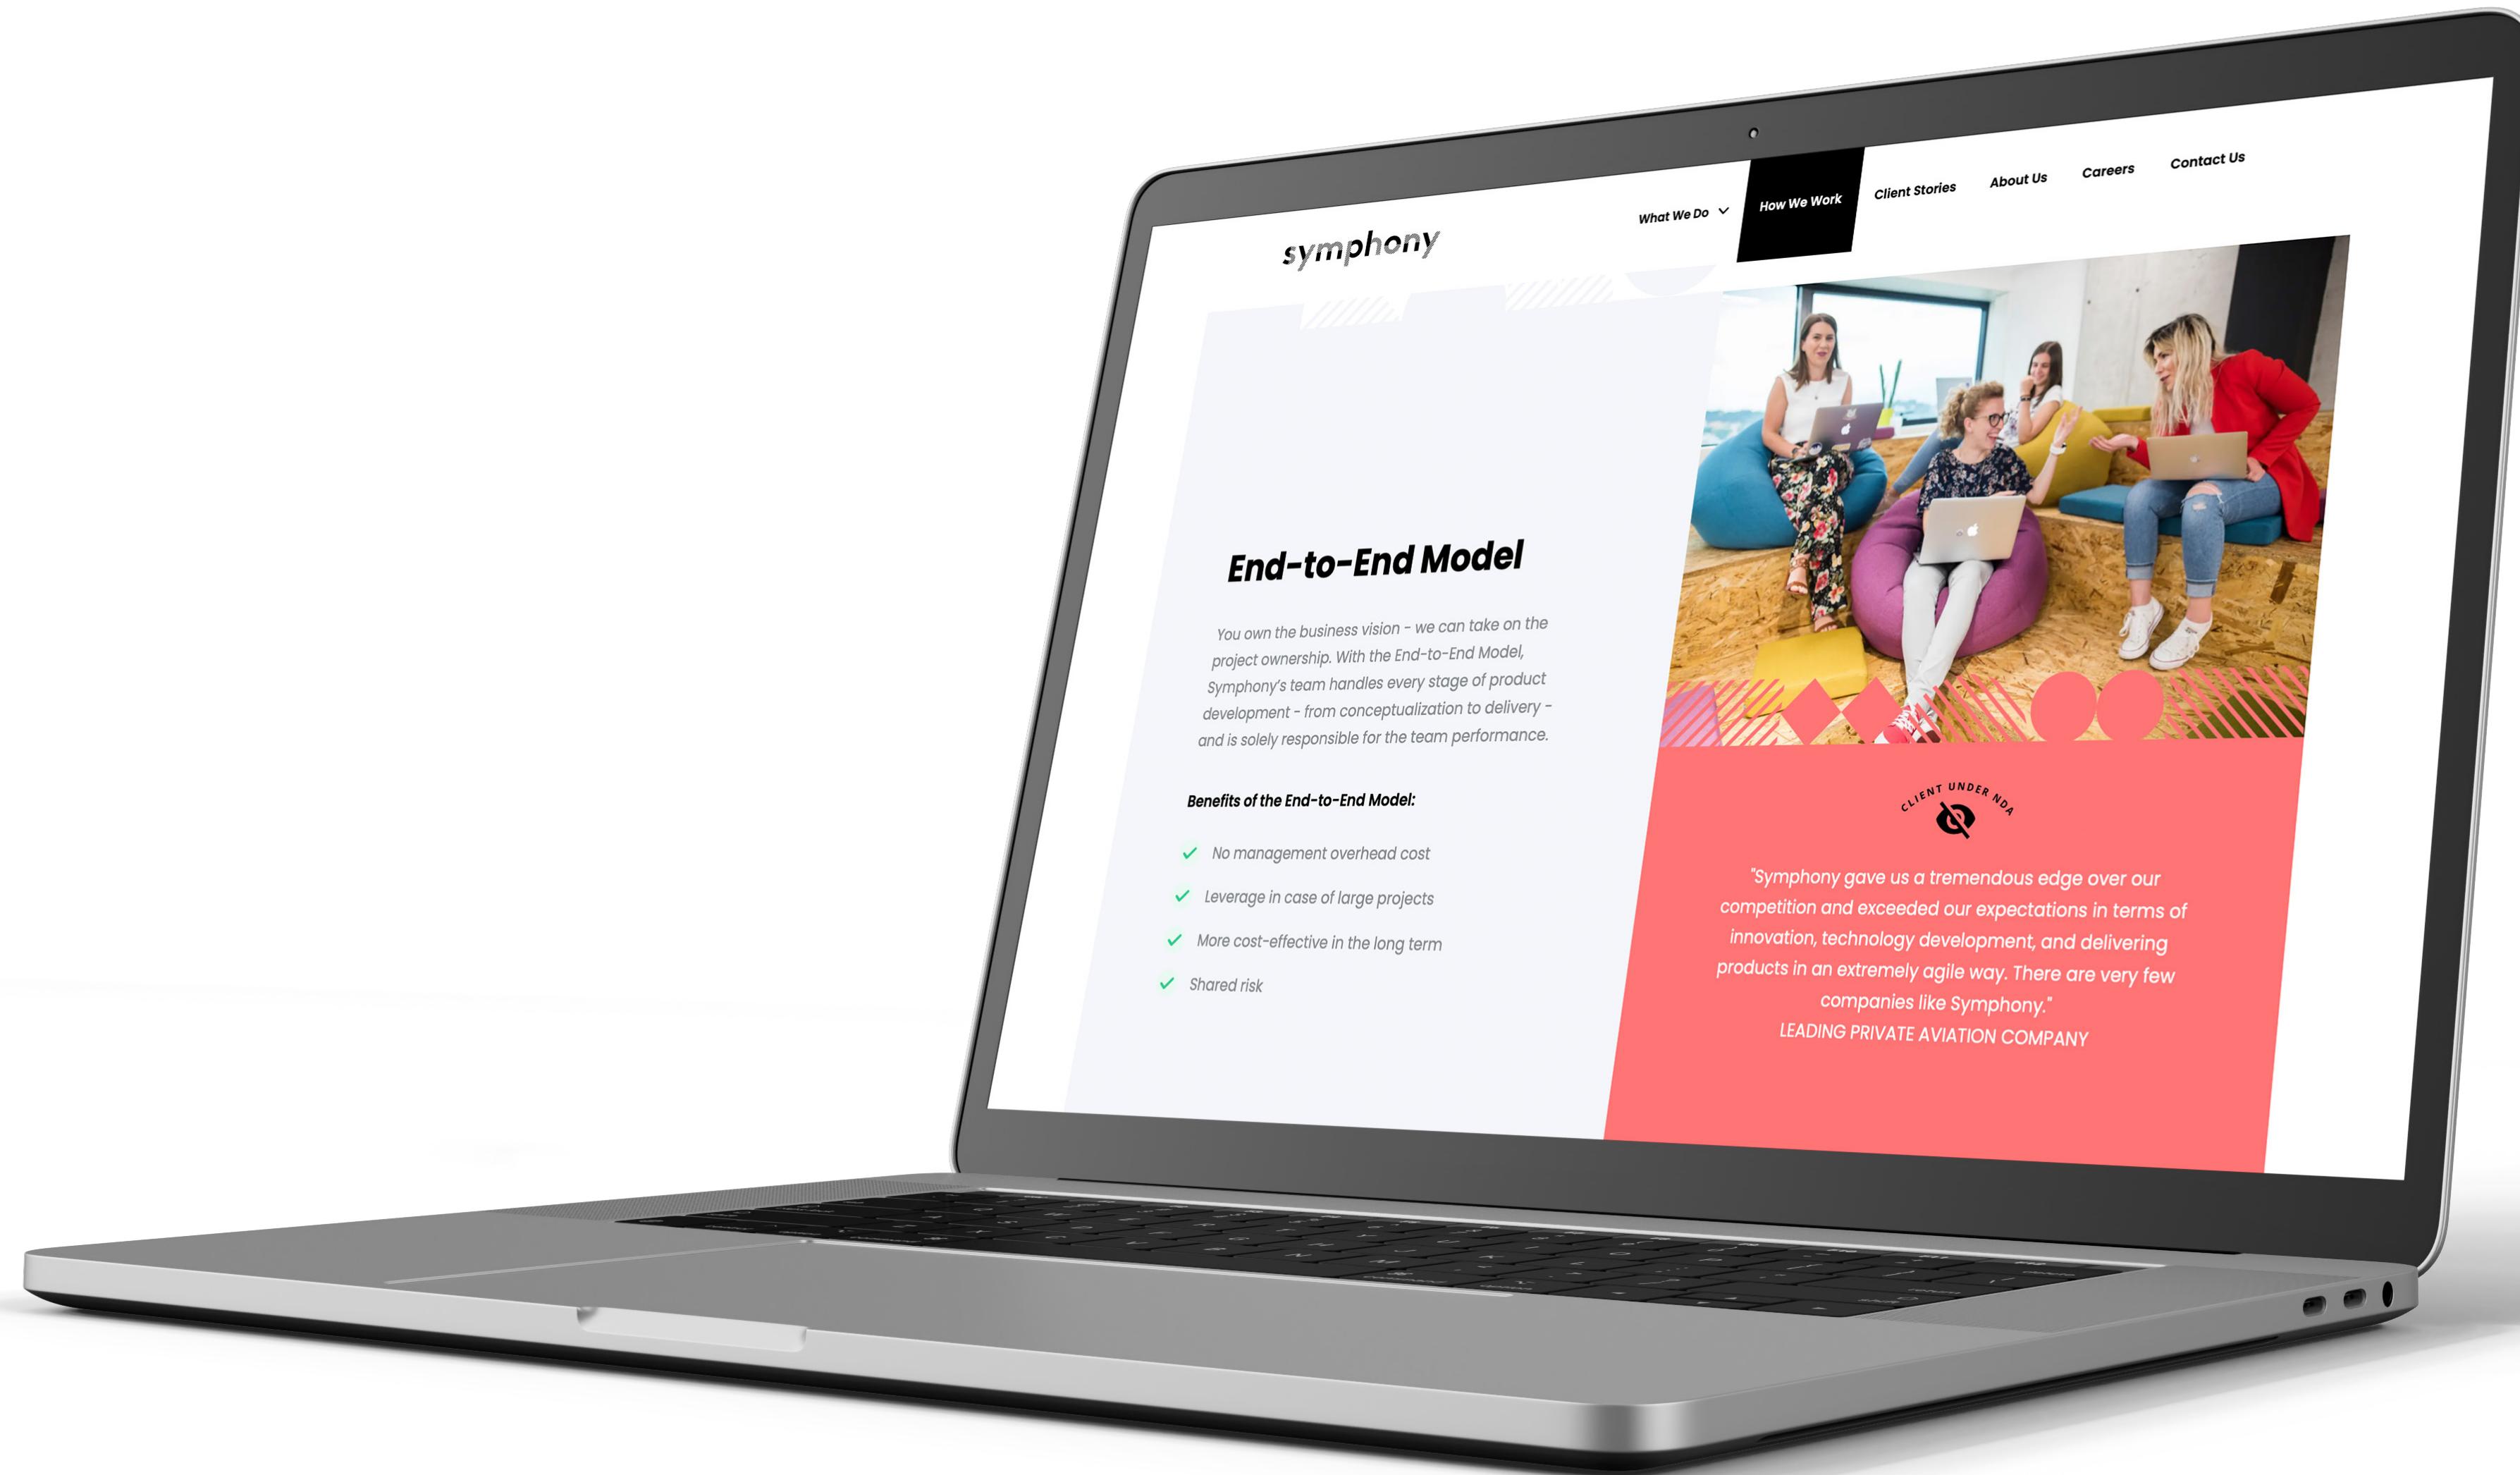 symphony
What We Do
How We Work
Client Stories
About Us
Careers
Contact Us
End-to-End Model
You own the business vision - we can take on the
project ownership. With the End-to-End Model,
Symphony's team handles every stage of product
development - from conceptualization to delivery -
and is solely responsible for the team performance.
Benefits of the End-to-End Model:
No management overhead cost
Leverage in case of large projects
More cost-effective in the long term
Shared risk
CLIENT UNDER NDA
"Symphony gave us a tremendous edge over our
competition and exceeded our expectations in terms of
innovation, technology development, and delivering
products in an extremely agile way. There are very few
companies like Symphony."
LEADING PRIVATE AVIATION COMPANY